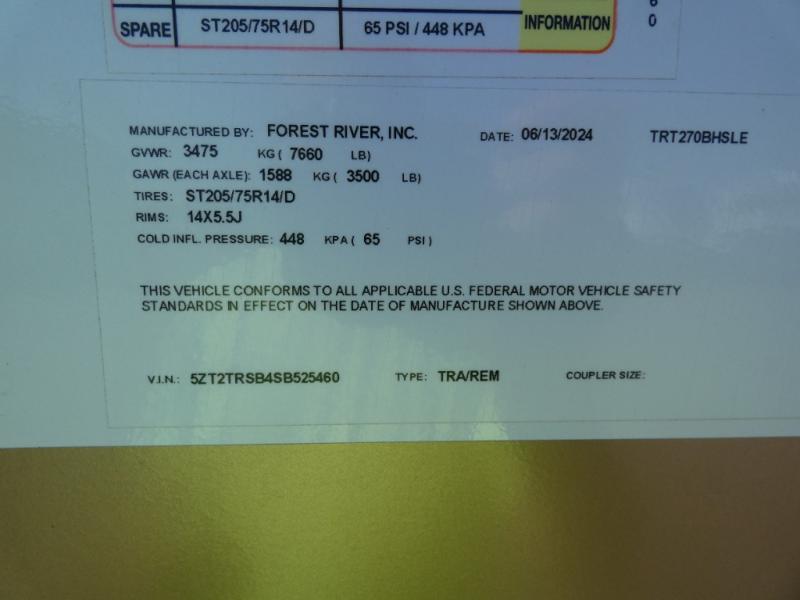 SPARE ST205/75R14/D 65 PSI / 448 KPA INFORMATION
0
MANUFACTURED BY: FOREST RIVER, INC. DATE: 06/13/2024 TRT270BHSLE
GVWR: 3475 KG ( 7660 LB)
GAWR (EACH AXLE): 1588 KG ( 3500 LB)
TIRES: ST205/75R14/D
RIMS: 14X5.5J
COLD INFL. PRESSURE: 448 KPA ( 65 PSI )
THIS VEHICLE CONFORMS TO ALL APPLICABLE U.S. FEDERAL MOTOR VEHICLE SAFETY
STANDARDS IN EFFECT ON THE DATE OF MANUFACTURE SHOWN ABOVE.
V.I.N.: 5ZT2TRSB4SB525460 TYPE: TRA/REM COUPLER SIZE: